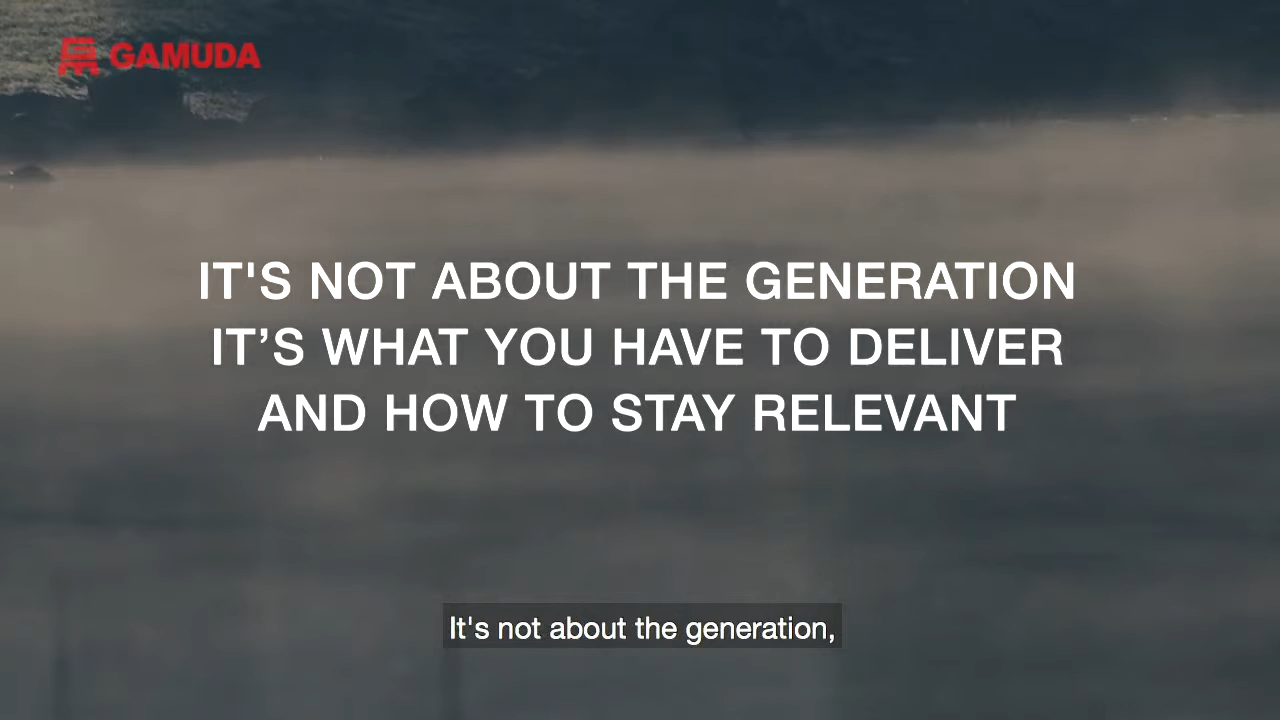 GAMUDA
IT'S NOT ABOUT THE GENERATION
IT’S WHAT YOU HAVE TO DELIVER
AND HOW TO STAY RELEVANT
It's not about the generation,